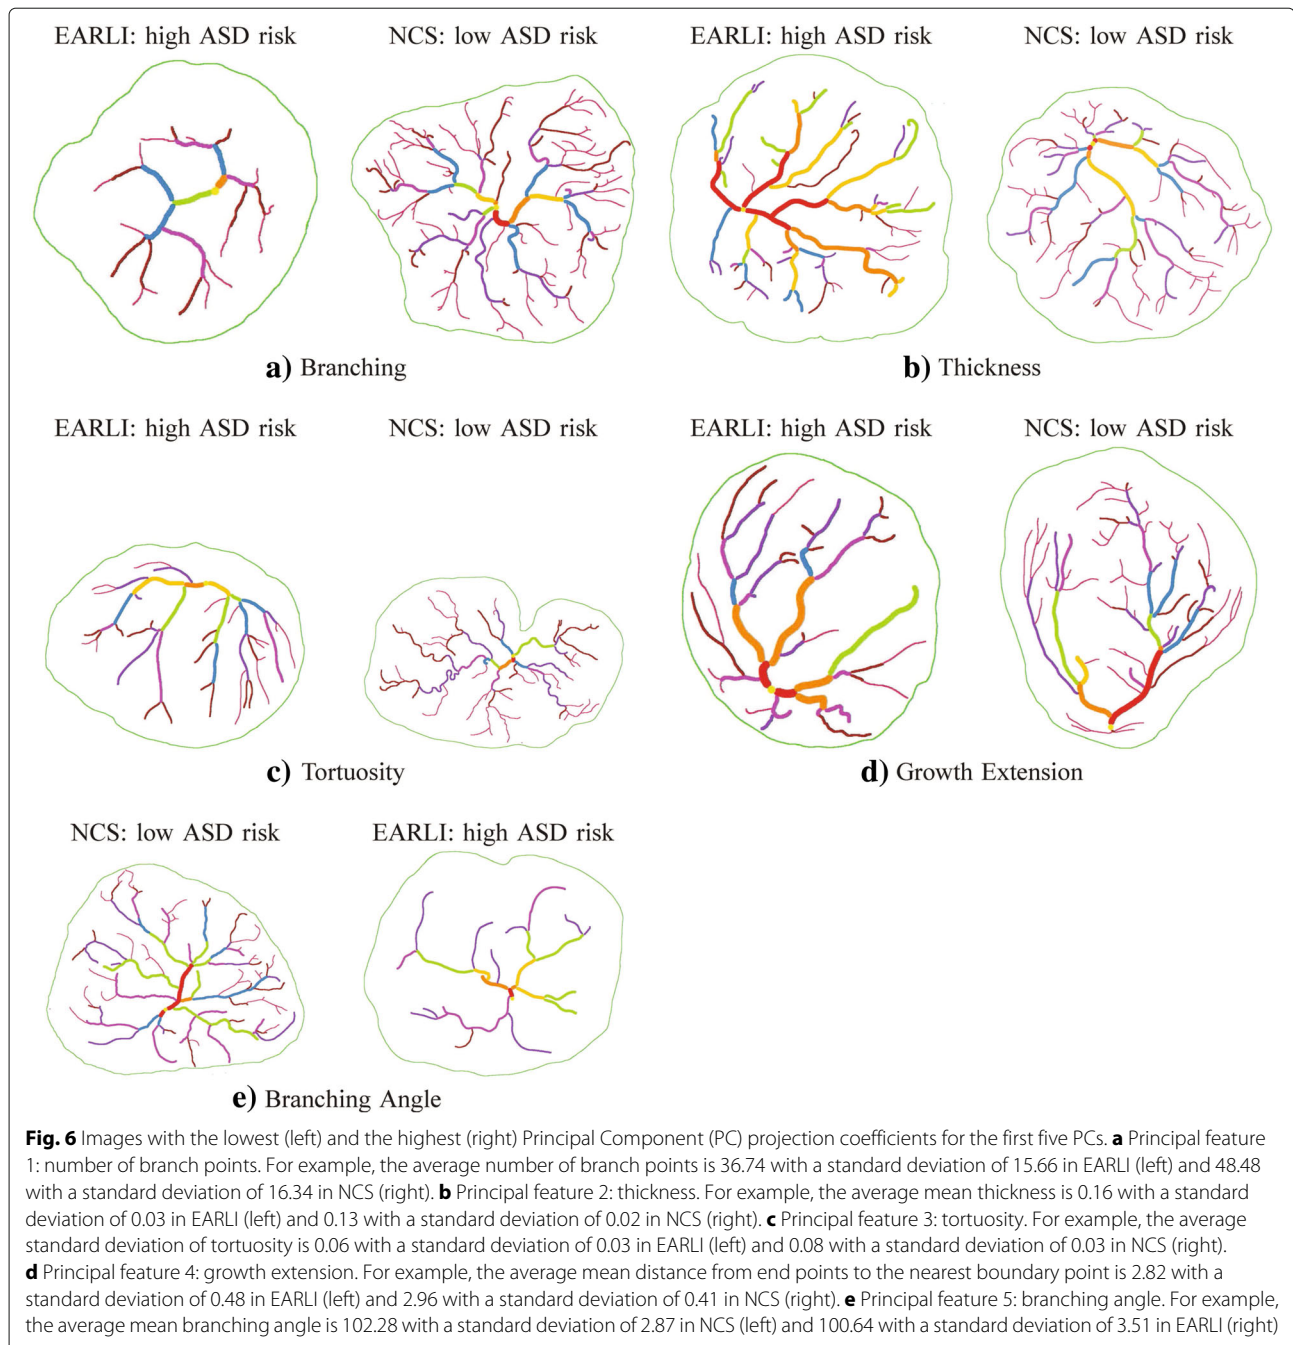 EARLI: high ASD risk
NCS: low ASD risk
EARLI: high ASD risk
NCS: low ASD risk
a) Branching
b) Thickness
EARLI: high ASD risk
NCS: low ASD risk
EARLI: high ASD risk
NCS: low ASD risk
c) Tortuosity
d) Growth Extension
NCS: low ASD risk
EARLI: high ASD risk
e) Branching Angle
Fig. 6 Images with the lowest (left) and the highest (right) Principal Component (PC) projection coefficients for the first five PCs. a Principal feature
1: number of branch points. For example, the average number of branch points is 36.74 with a standard deviation of 15.66 in EARLI (left) and 48.48
with a standard deviation of 16.34 in NCS (right). b Principal feature 2: thickness. For example, the average mean thickness is 0.16 with a standard
deviation of 0.03 in EARLI (left) and 0.13 with a standard deviation of 0.02 in NCS (right). c Principal feature 3: tortuosity. For example, the average
standard deviation of tortuosity is 0.06 with a standard deviation of 0.03 in EARLI (left) and 0.08 with a standard deviation of 0.03 in NCS (right).
d Principal feature 4: growth extension. For example, the average mean distance from end points to the nearest boundary point is 2.82 with a
standard deviation of 0.48 in EARLI (left) and 2.96 with a standard deviation of 0.41 in NCS (right). e Principal feature 5: branching angle. For example,
the average mean branching angle is 102.28 with a standard deviation of 2.87 in NCS (left) and 100.64 with a standard deviation of 3.51 in EARLI (right)